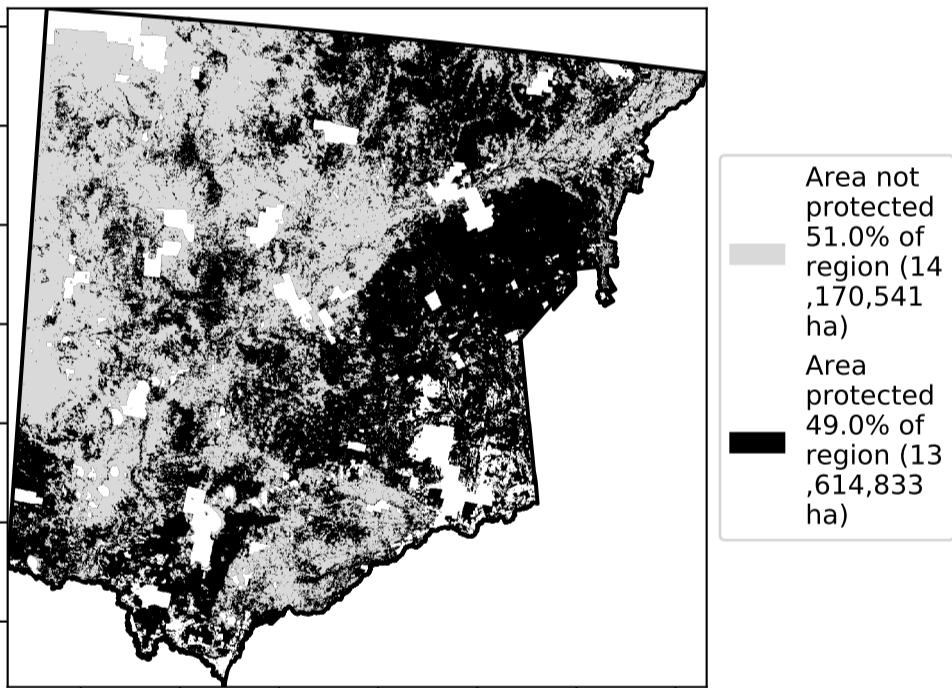 Area not
protected
51.0% of
region (14
,170,541
ha)
Area
protected
49.0% of
region (13
,614,833
ha)